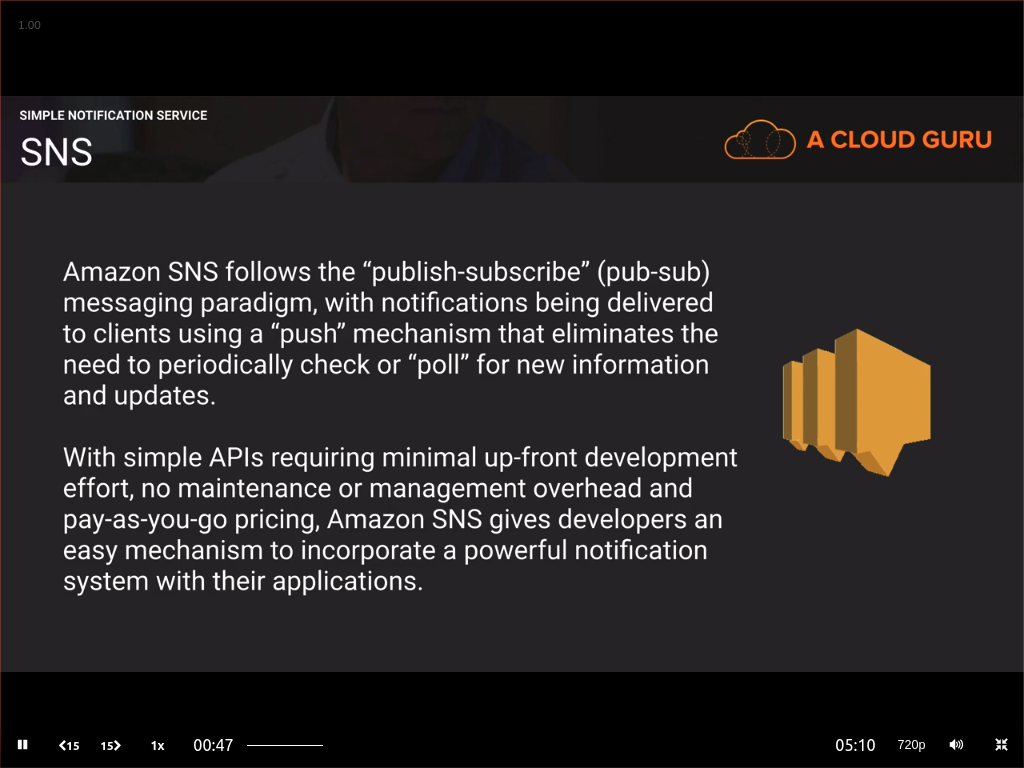 1.00
SIMPLE NOTIFICATION SERVICE
SNS
A CLOUD GURU
Amazon SNS follows the “publish-subscribe” (pub-sub)
messaging paradigm, with notifications being delivered
to clients using a “push” mechanism that eliminates the
need to periodically check or “poll” for new information
and updates.
With simple APIs requiring minimal up-front development
effort, no maintenance or management overhead and
pay-as-you-go pricing, Amazon SNS gives developers an
easy mechanism to incorporate a powerful notification
system with their applications.
15 15 1x 00:47 05:10 720p